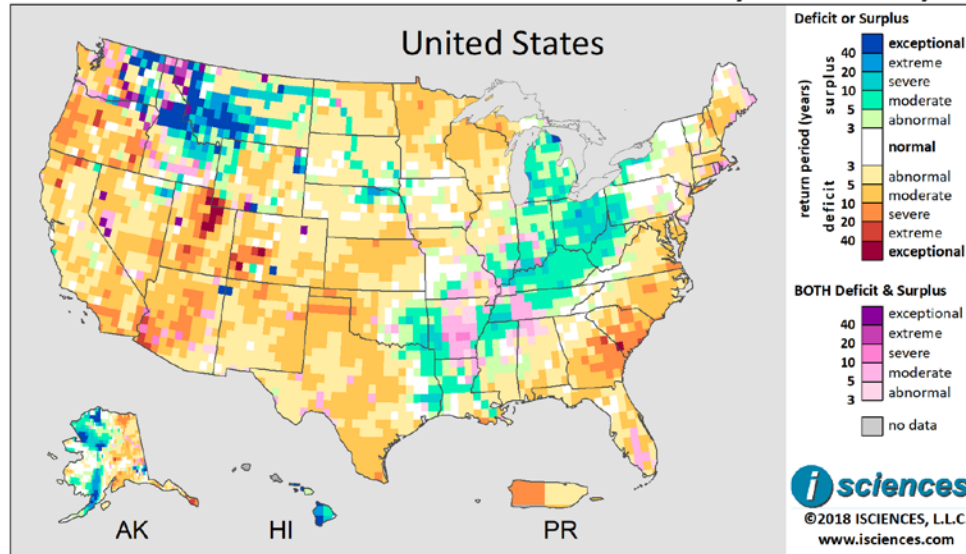 United States
AK
HI
PR
Deficit or Surplus
return period (years)
surplus
deficit
exceptional
40
extreme
20
severe
10
moderate
5
abnormal
3
normal
3
abnormal
5
moderate
10
severe
20
extreme
40
exceptional
BOTH Deficit & Surplus
exceptional
40
extreme
20
severe
10
moderate
5
abnormal
3
no data
i sciences
©2018 ISCIENCES, L.L.C
www.isciences.com